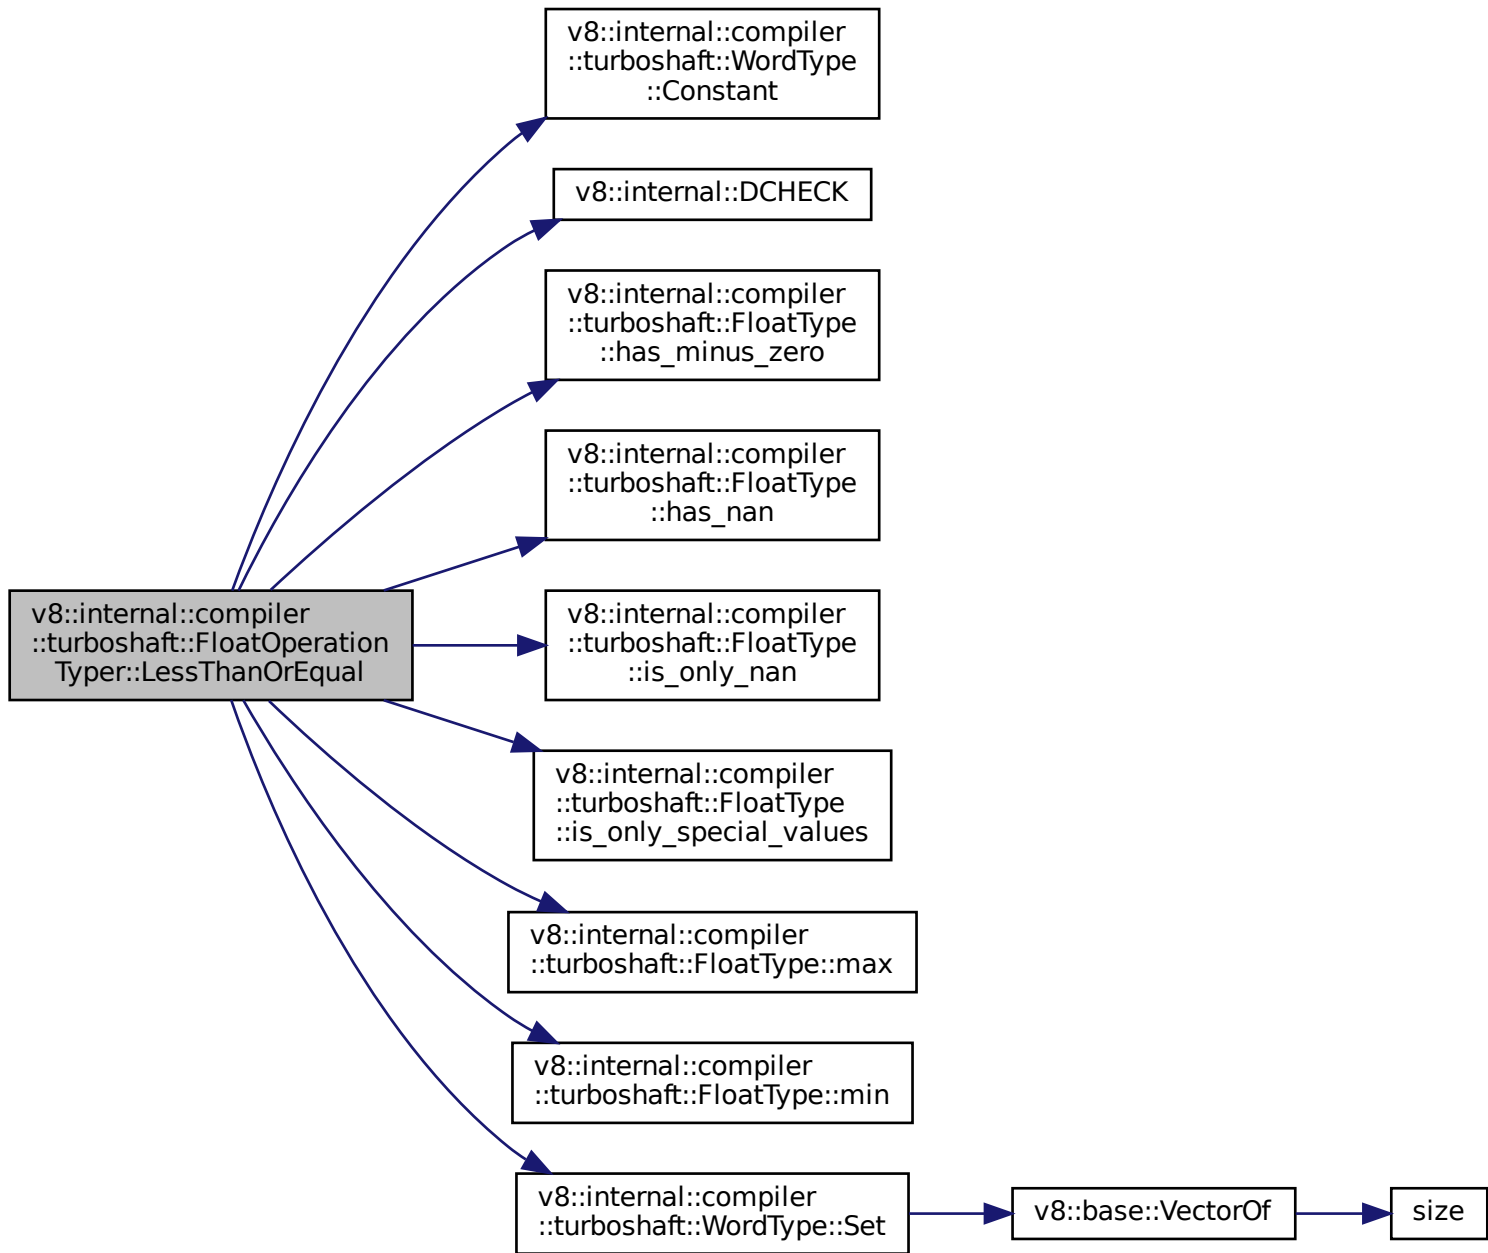 v8::internal::compiler
::turboshaft::WordType
::Constant
v8::internal::DCHECK
v8::internal::compiler
::turboshaft::FloatType
::has_minus_zero
v8::internal::compiler
::turboshaft::FloatType
::has_nan
v8::internal::compiler
::turboshaft::FloatOperation
Typer::LessThanOrEqual
v8::internal::compiler
::turboshaft::FloatType
::is_only_nan
v8::internal::compiler
::turboshaft::FloatType
::is_only_special_values
v8::internal::compiler
::turboshaft::FloatType::max
v8::internal::compiler
::turboshaft::FloatType::min
v8::internal::compiler
::turboshaft::WordType::Set
v8::base::VectorOf
size